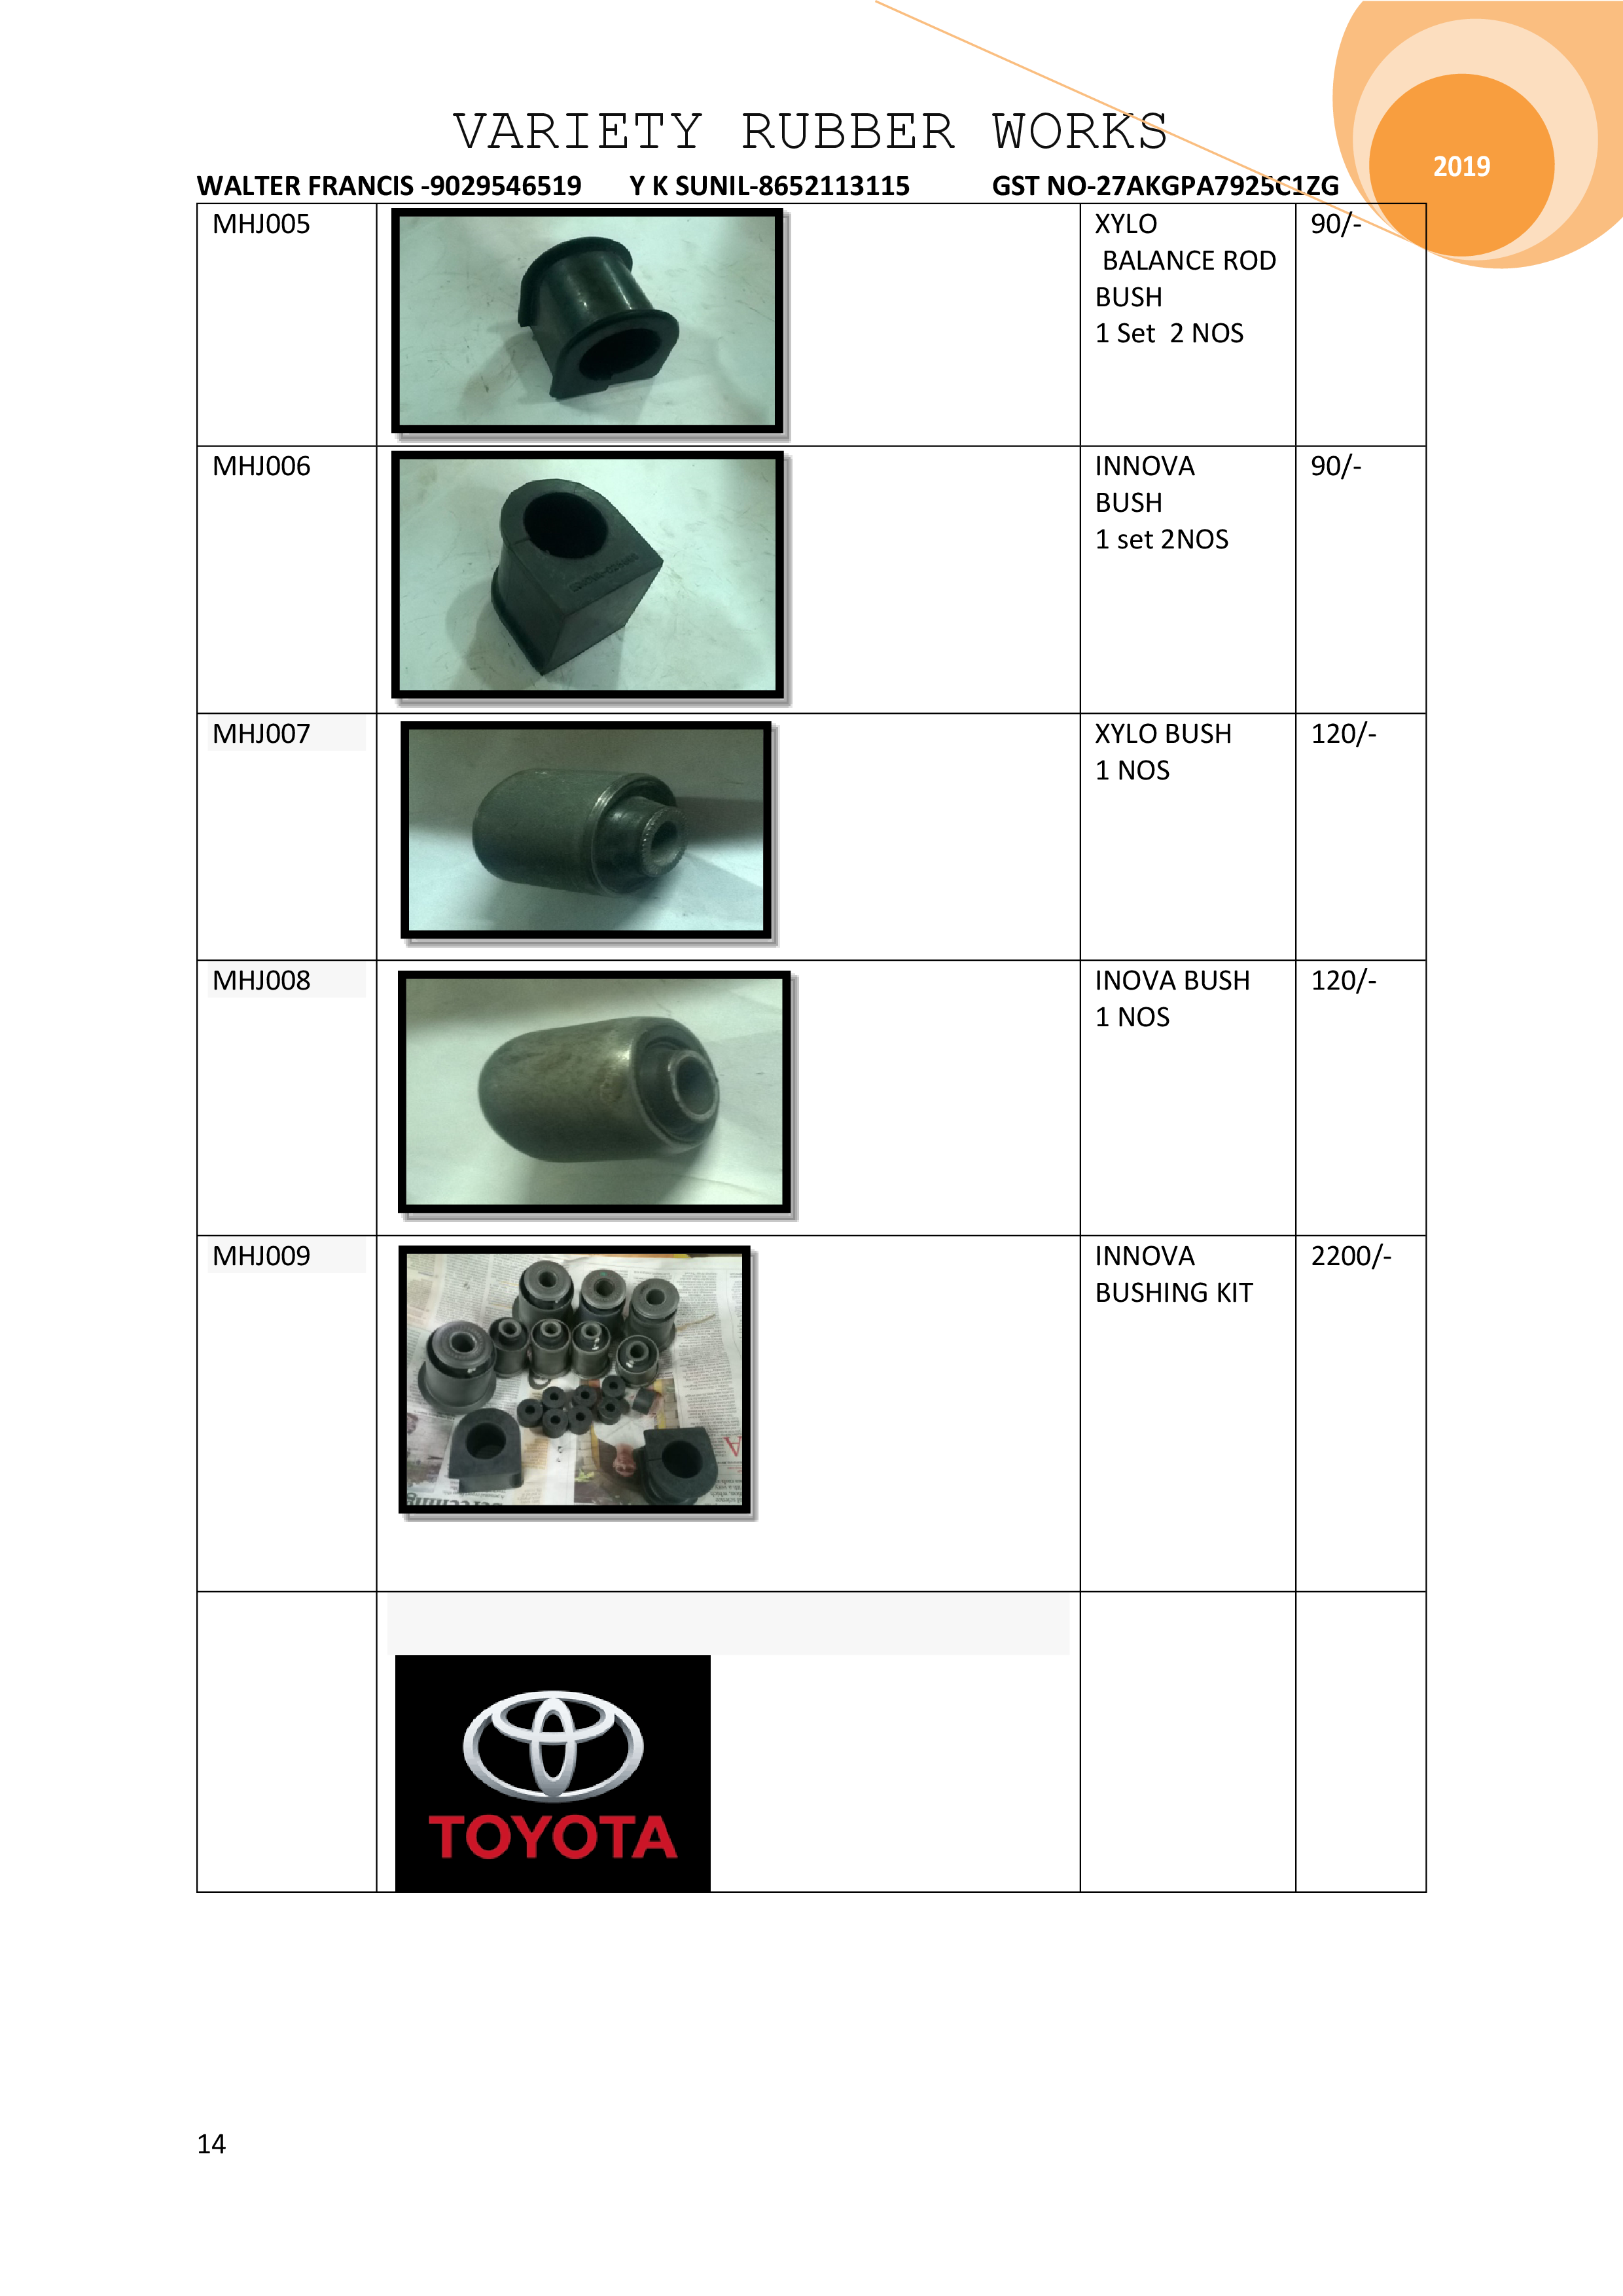 VARIETY RUBBER WORKS
2019
WALTER FRANCIS -9029546519 Y K SUNIL-8652113115 GST NO-27AKGPA7925C1ZG
MHJ005
XYLO
BALANCE ROD
BUSH
1 Set 2 NOS
90/-
MHJ006
INNOVA
BUSH
1 set 2NOS
90/-
MHJ007
XYLO BUSH
1 NOS
120/-
MHJ008
INOVA BUSH
1 NOS
120/-
MHJ009
INNOVA
BUSHING KIT
2200/-
TOYOTA
14